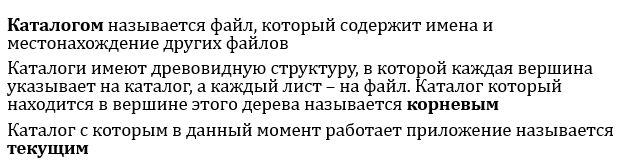 Каталогом называется файл, который содержит имена и
местонахождение других файлов
Каталоги имеют древовидную структуру, в которой каждая вершина
указывает на каталог, а каждый лист – на файл. Каталог который
находится в вершине этого дерева называется корневым
Каталог с которым в данный момент работает приложение называется
текущим